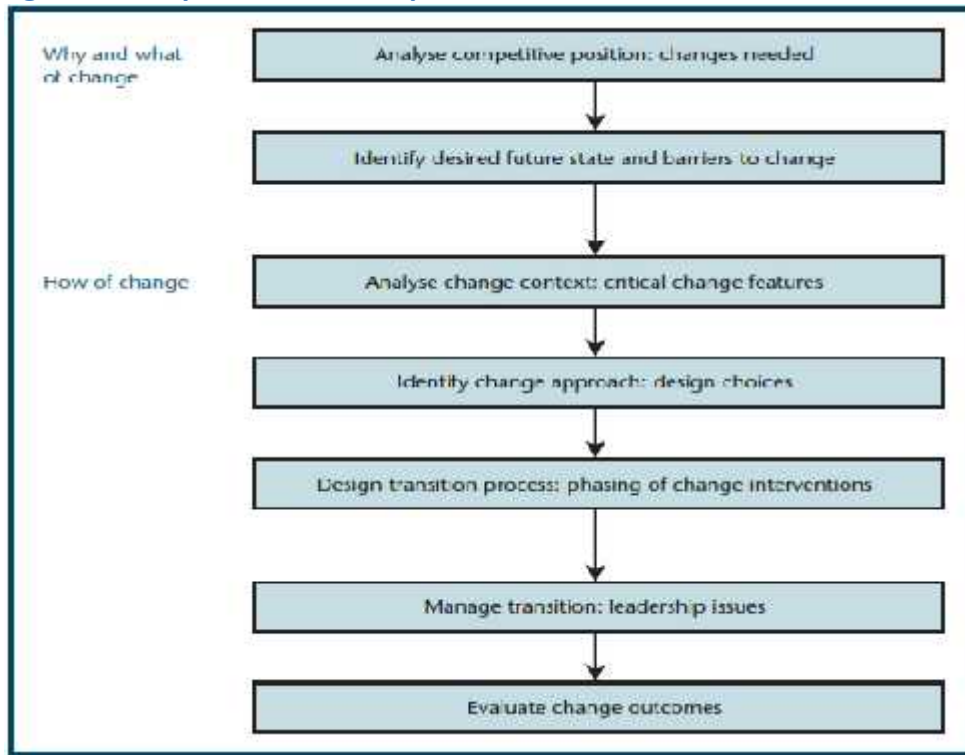 Why and what
of change
Analyse competitive position: changes needed
Identify desired future state and barriers to change
How of change
Analyse change context: critical change features
Identify change approach: design choices
Design transition process: phasing of change interventions
Manage transition: leadership issues
Evaluate change outcomes